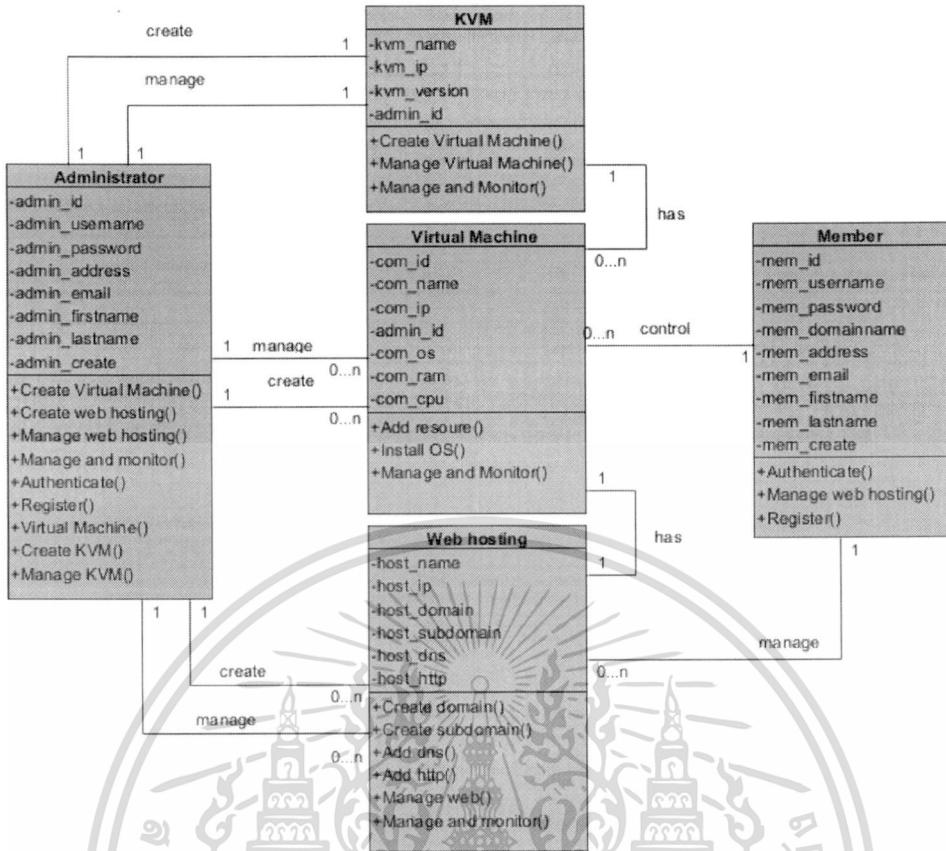 create
manage
1
1
1
1
KVM
-kvm_name
-kvm_ip
-kvm_version
-admin_id
+Create Virtual Machine()
+Manage Virtual Machine()
+Manage and Monitor()
1
has
0...n
Administrator
-admin_id
-admin_username
-admin_password
-admin_address
-admin_email
-admin_firstname
-admin_lastname
-admin_create
+Create Virtual Machine()
+Create web hosting()
+Manage web hosting()
+Manage and monitor()
+Authenticate()
+Register()
+Virtual Machine()
+Create KVM()
+Manage KVM()
1
manage
0...n
1
create
0...n
Virtual Machine
-com_id
-com_name
-com_ip
-admin_id
-com_os
-com_ram
-com_cpu
+Add resoure()
+Install OS()
+Manage and Monitor()
0...n
control
1
Member
-mem_id
-mem_username
-mem_password
-mem_domainname
-mem_address
-mem_email
-mem_firstname
-mem_lastname
-mem_create
+Authenticate()
+Manage web hosting()
+Register()
1
has
1
1
manage
0...n
Web hosting
-host_name
-host_ip
-host_domain
-host_subdomain
-host_dns
-host_http
+Create domain()
+Create subdomain()
+Add dns()
+Add http()
+Manage web()
+Manage and monitor()
1
1
create
0...n
manage
0...n